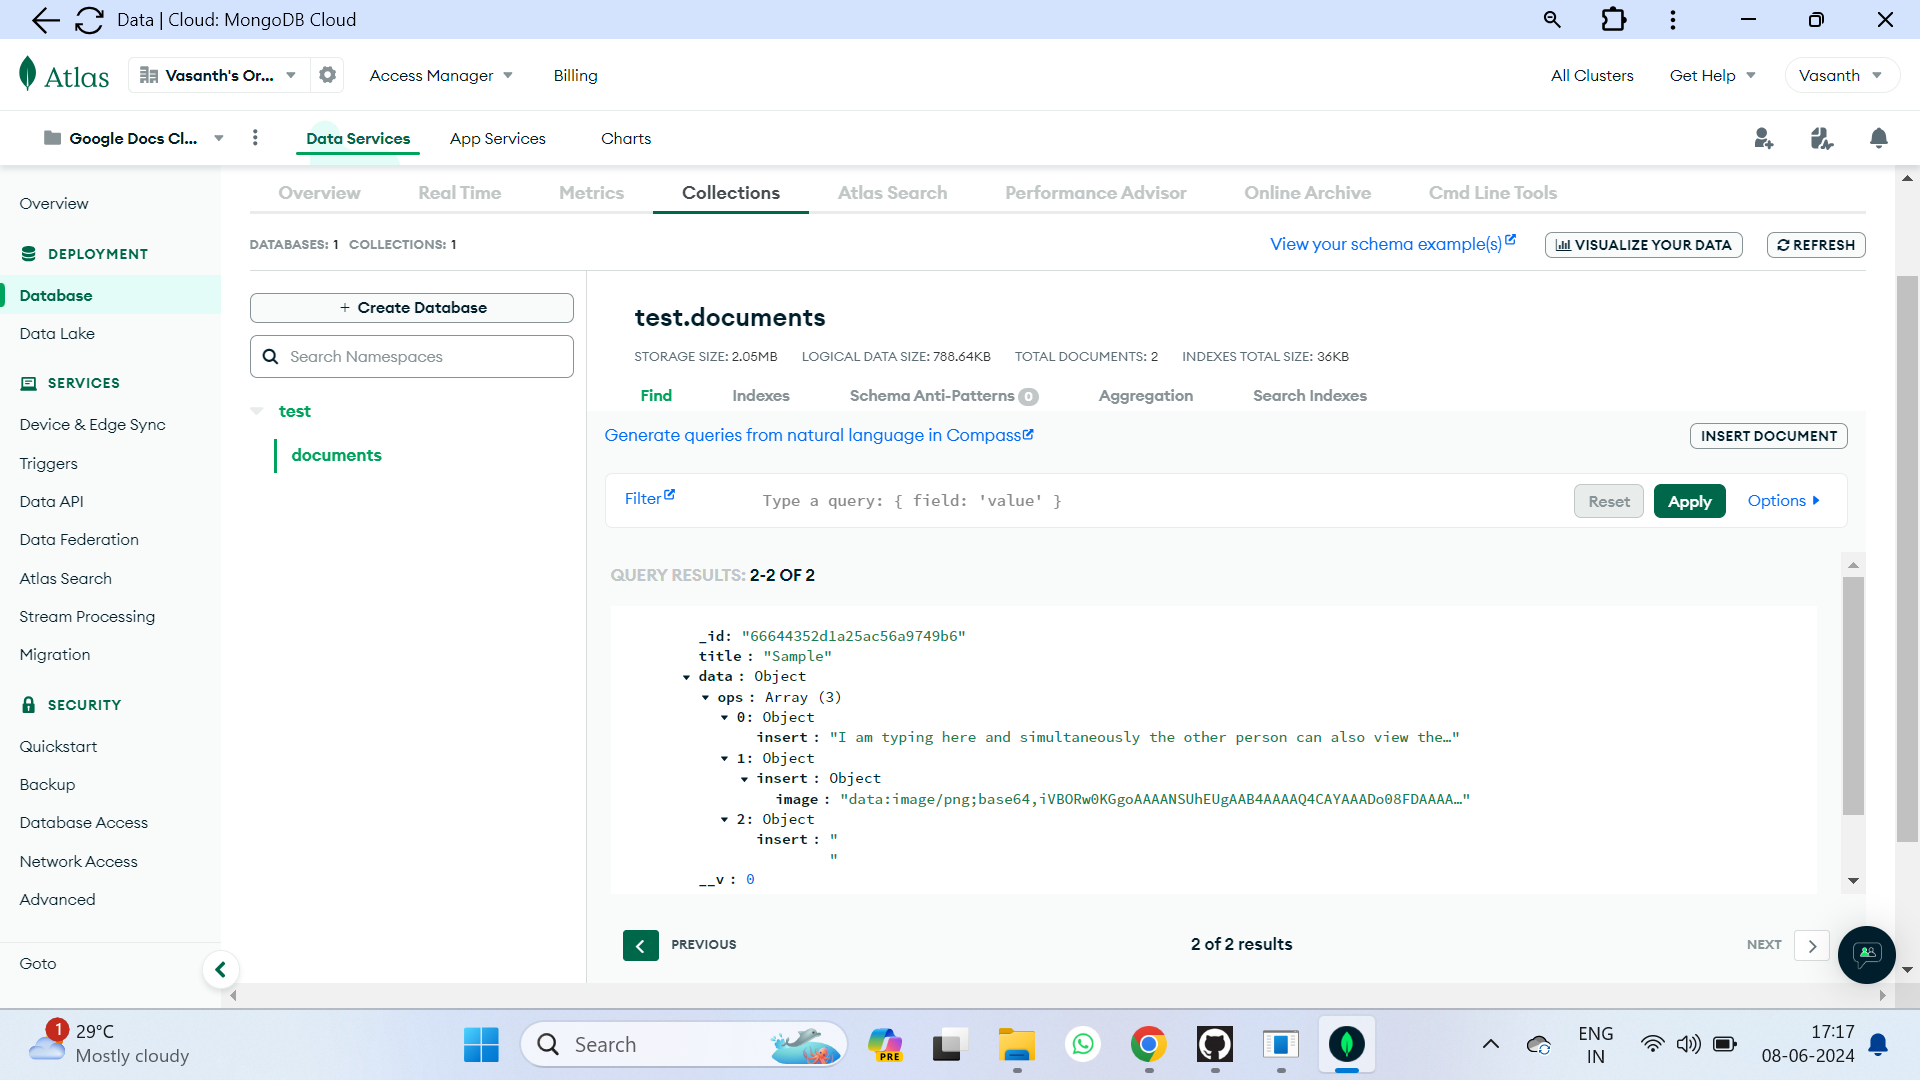 Data | Cloud: MongoDB Cloud
Atlas
Vasanth's Or...
Access Manager
Billing
All Clusters
Get Help
Vasanth
Google Docs Cl...
Data Services
App Services
Charts
Overview
DEPLOYMENT
Database
Data Lake
SERVICES
Device & Edge Sync
Triggers
Data API
Data Federation
Atlas Search
Stream Processing
Migration
SECURITY
Quickstart
Backup
Database Access
Network Access
Advanced
Goto
Overview
Real Time
Metrics
Collections
Atlas Search
Performance Advisor
Online Archive
Cmd Line Tools
DATABASES: 1 COLLECTIONS: 1
View your schema example(s)
VISUALIZE YOUR DATA
REFRESH
+ Create Database
Search Namespaces
test
documents
test.documents
STORAGE SIZE: 2.05MB LOGICAL DATA SIZE: 788.64KB TOTAL DOCUMENTS: 2 INDEXES TOTAL SIZE: 36KB
Find
Indexes
Schema Anti-Patterns 0
Aggregation
Search Indexes
Generate queries from natural language in Compass
INSERT DOCUMENT
Filter
Type a query: { field: 'value' }
Reset
Apply
Options
QUERY RESULTS: 2-2 OF 2
_id: "66644352d1a25ac56a9749b6"
title : "Sample"
data : Object
ops : Array (3)
0: Object
insert : "I am typing here and simultaneously the other person can also view the…"
1: Object
insert : Object
image : "data:image/png;base64,iVBORw0KGgoAAAANSUhEUgAAB4AAAAQ4CAYAAADo08FDAAAA…"
2: Object
insert : "
"
__v : 0
PREVIOUS
2 of 2 results
NEXT
1
29°C
Mostly cloudy
Search
PRE
ENG
IN
17:17
08-06-2024